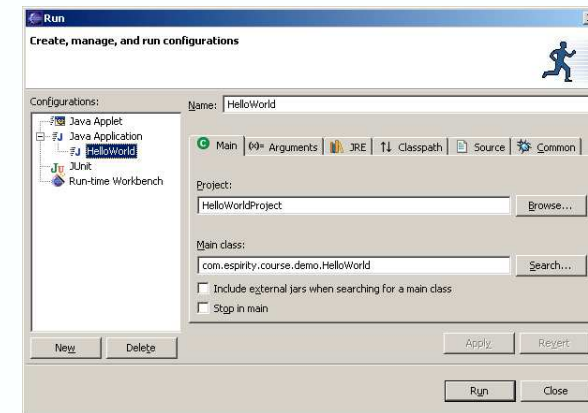 Run
Create, manage, and run configurations
Configurations:
Java Applet
Java Application
HelloWorld
JUnit
Run-time Workbench
New
Delete
Name: HelloWorld
Main (x)= Arguments JRE Classpath Source Common
Project:
HelloWorldProject
Browse...
Main class:
com.espirity.course.demo.HelloWorld
Search...
Include external jars when searching for a main class
Stop in main
Apply
Revert
Run
Close